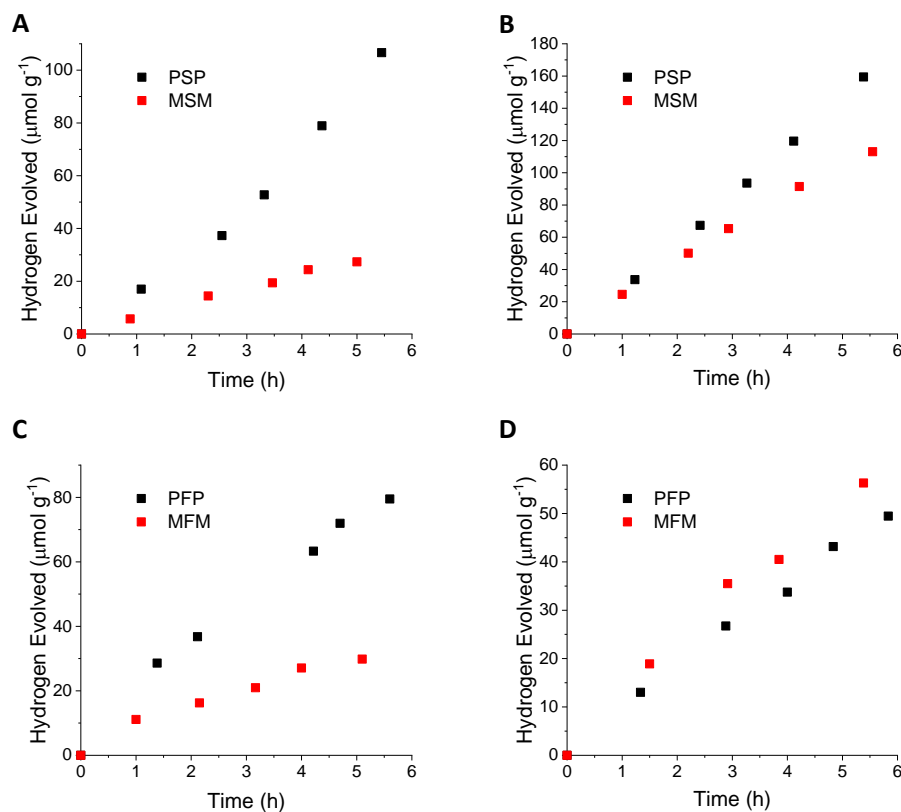 A
Hydrogen Evolved (μmol g⁻¹)
100
80
60
40
20
0
PSP
MSM
0 1 2 3 4 5 6
Time (h)
B
Hydrogen Evolved (μmol g⁻¹)
180
160
140
120
100
80
60
40
20
0
PSP
MSM
0 1 2 3 4 5 6
Time (h)
C
Hydrogen Evolved (μmol g⁻¹)
80
60
40
20
0
PFP
MFM
0 1 2 3 4 5 6
Time (h)
D
Hydrogen Evolved (μmol g⁻¹)
60
50
40
30
20
10
0
PFP
MFM
0 1 2 3 4 5 6
Time (h)